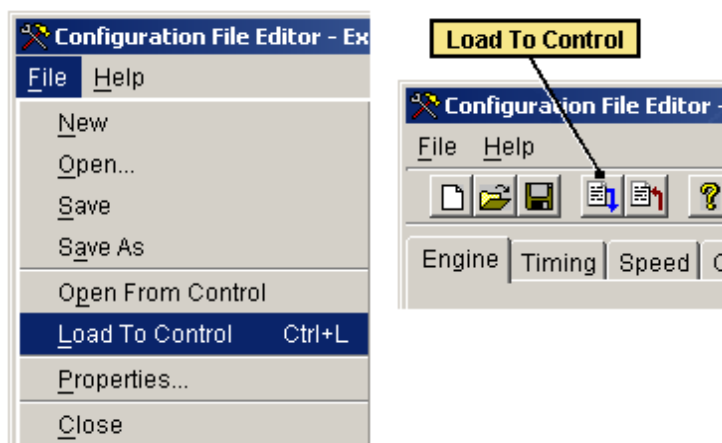 Configuration File Editor - Ex
File Help
New
Open...
Save
Save As
Open From Control
Load To Control Ctrl+L
Properties...
Close
Load To Control
Configuration File Editor -
File Help
?
Engine Timing Speed